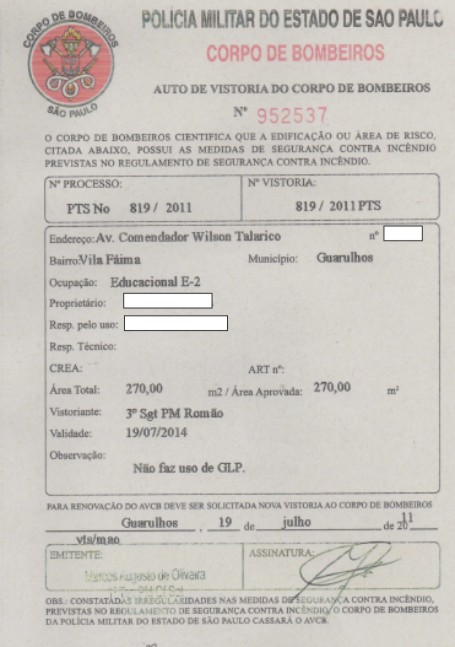 CORPO DE BOMBEIROS
SÃO PAULO
POLÍCIA MILITAR DO ESTADO DE SAO PAULO
CORPO DE BOMBEIROS
AUTO DE VISTORIA DO CORPO DE BOMBEIROS
Nº 952537
O CORPO DE BOMBEIROS CIENTIFICA QUE A EDIFICAÇÃO OU ÁREA DE RISCO,
CITADA ABAIXO, POSSUI AS MEDIDAS DE SEGURANÇA CONTRA INCÊNDIO
PREVISTAS NO REGULAMENTO DE SEGURANÇA CONTRA INCÊNDIO.
Nº PROCESSO: Nº VISTORIA:
PTS No 819 / 2011 819 / 2011 PTS
Endereço: Av. Comendador Wilson Talarico nº
Bairro: Vila Fáima Município: Guarulhos
Ocupação: Educacional E-2
Proprietário:
Resp. pelo uso:
Resp. Técnico:
CREA: ART nº:
Área Total: 270,00 m2 / Área Aprovada: 270,00 m²
Vistoriante: 3º Sgt PM Romão
Validade: 19/07/2014
Observação:
Não faz uso de GLP.
PARA RENOVAÇÃO DO AVCB DEVE SER SOLICITADA NOVA VISTORIA AO CORPO DE BOMBEIROS
Guarulhos , 19 de julho de 2011
vis/mao
EMITENTE: ASSINATURA:
Marcos Augusto de Oliveira
OBS.: CONSTATADAS IRREGULARIDADES NAS MEDIDAS DE SEGURANÇA CONTRA INCÊNDIO,
PREVISTAS NO REGULAMENTO DE SEGURANÇA CONTRA INCÊNDIO, O CORPO DE BOMBEIROS
DA POLÍCIA MILITAR DO ESTADO DE SÃO PAULO CASSARÁ O AVCB.